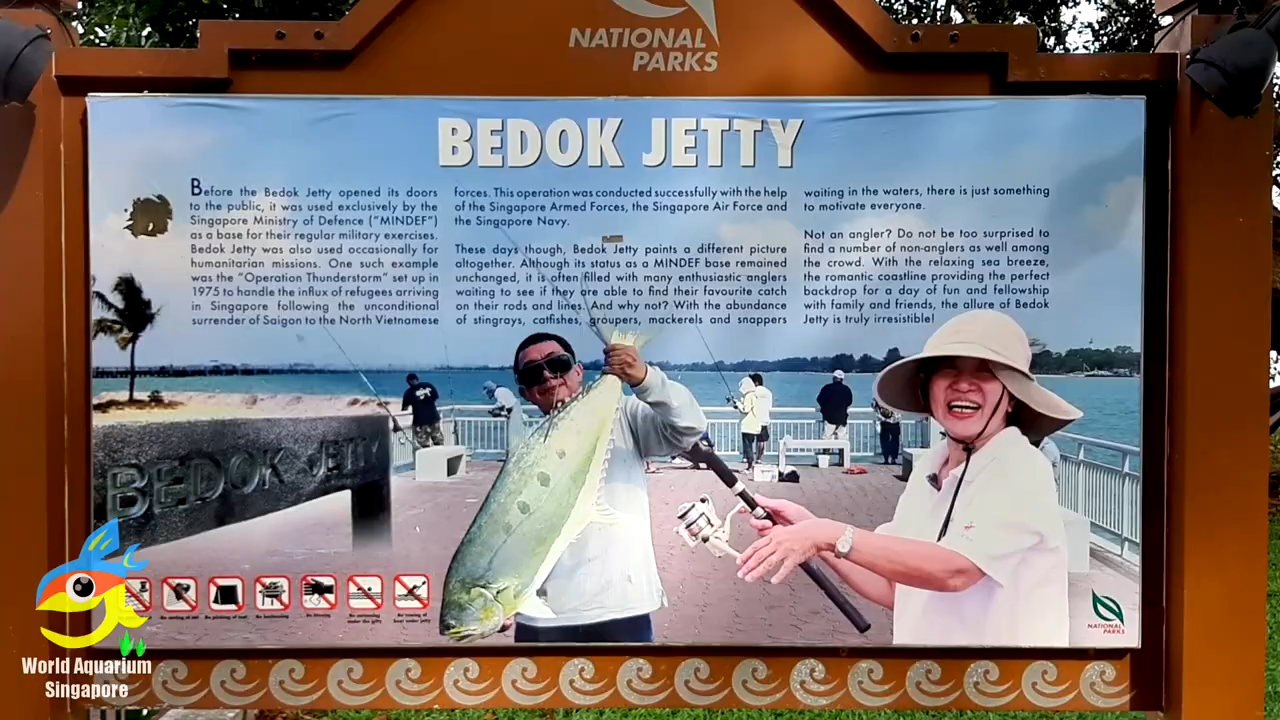 NATIONAL
PARKS
BEDOK JETTY
Before the Bedok Jetty opened its doors
to the public, it was used exclusively by the
Singapore Ministry of Defence ("MINDEF")
as a base for their regular military exercises.
Bedok Jetty was also used occasionally for
humanitarian missions. One such example
was the "Operation Thunderstorm" set up in
1975 to handle the influx of refugees arriving
in Singapore following the unconditional
surrender of Saigon to the North Vietnamese
forces. This operation was conducted successfully with the help
of the Singapore Armed Forces, the Singapore Air Force and
the Singapore Navy.
These days though, Bedok Jetty paints a different picture
altogether. Although its status as a MINDEF base remained
unchanged, it is often filled with many enthusiastic anglers
waiting to see if they are able to find their favourite catch
on their rods and lines. And why not? With the abundance
of stingrays, catfishes, groupers, mackerels and snappers
waiting in the waters, there is just something
to motivate everyone.
Not an angler? Do not be too surprised to
find a number of non-anglers as well among
the crowd. With the relaxing sea breeze,
the romantic coastline providing the perfect
backdrop for a day of fun and fellowship
with family and friends, the allure of Bedok
Jetty is truly irresistible!
BEDOK JETTY
NATIONAL
PARKS
World Aquarium
Singapore